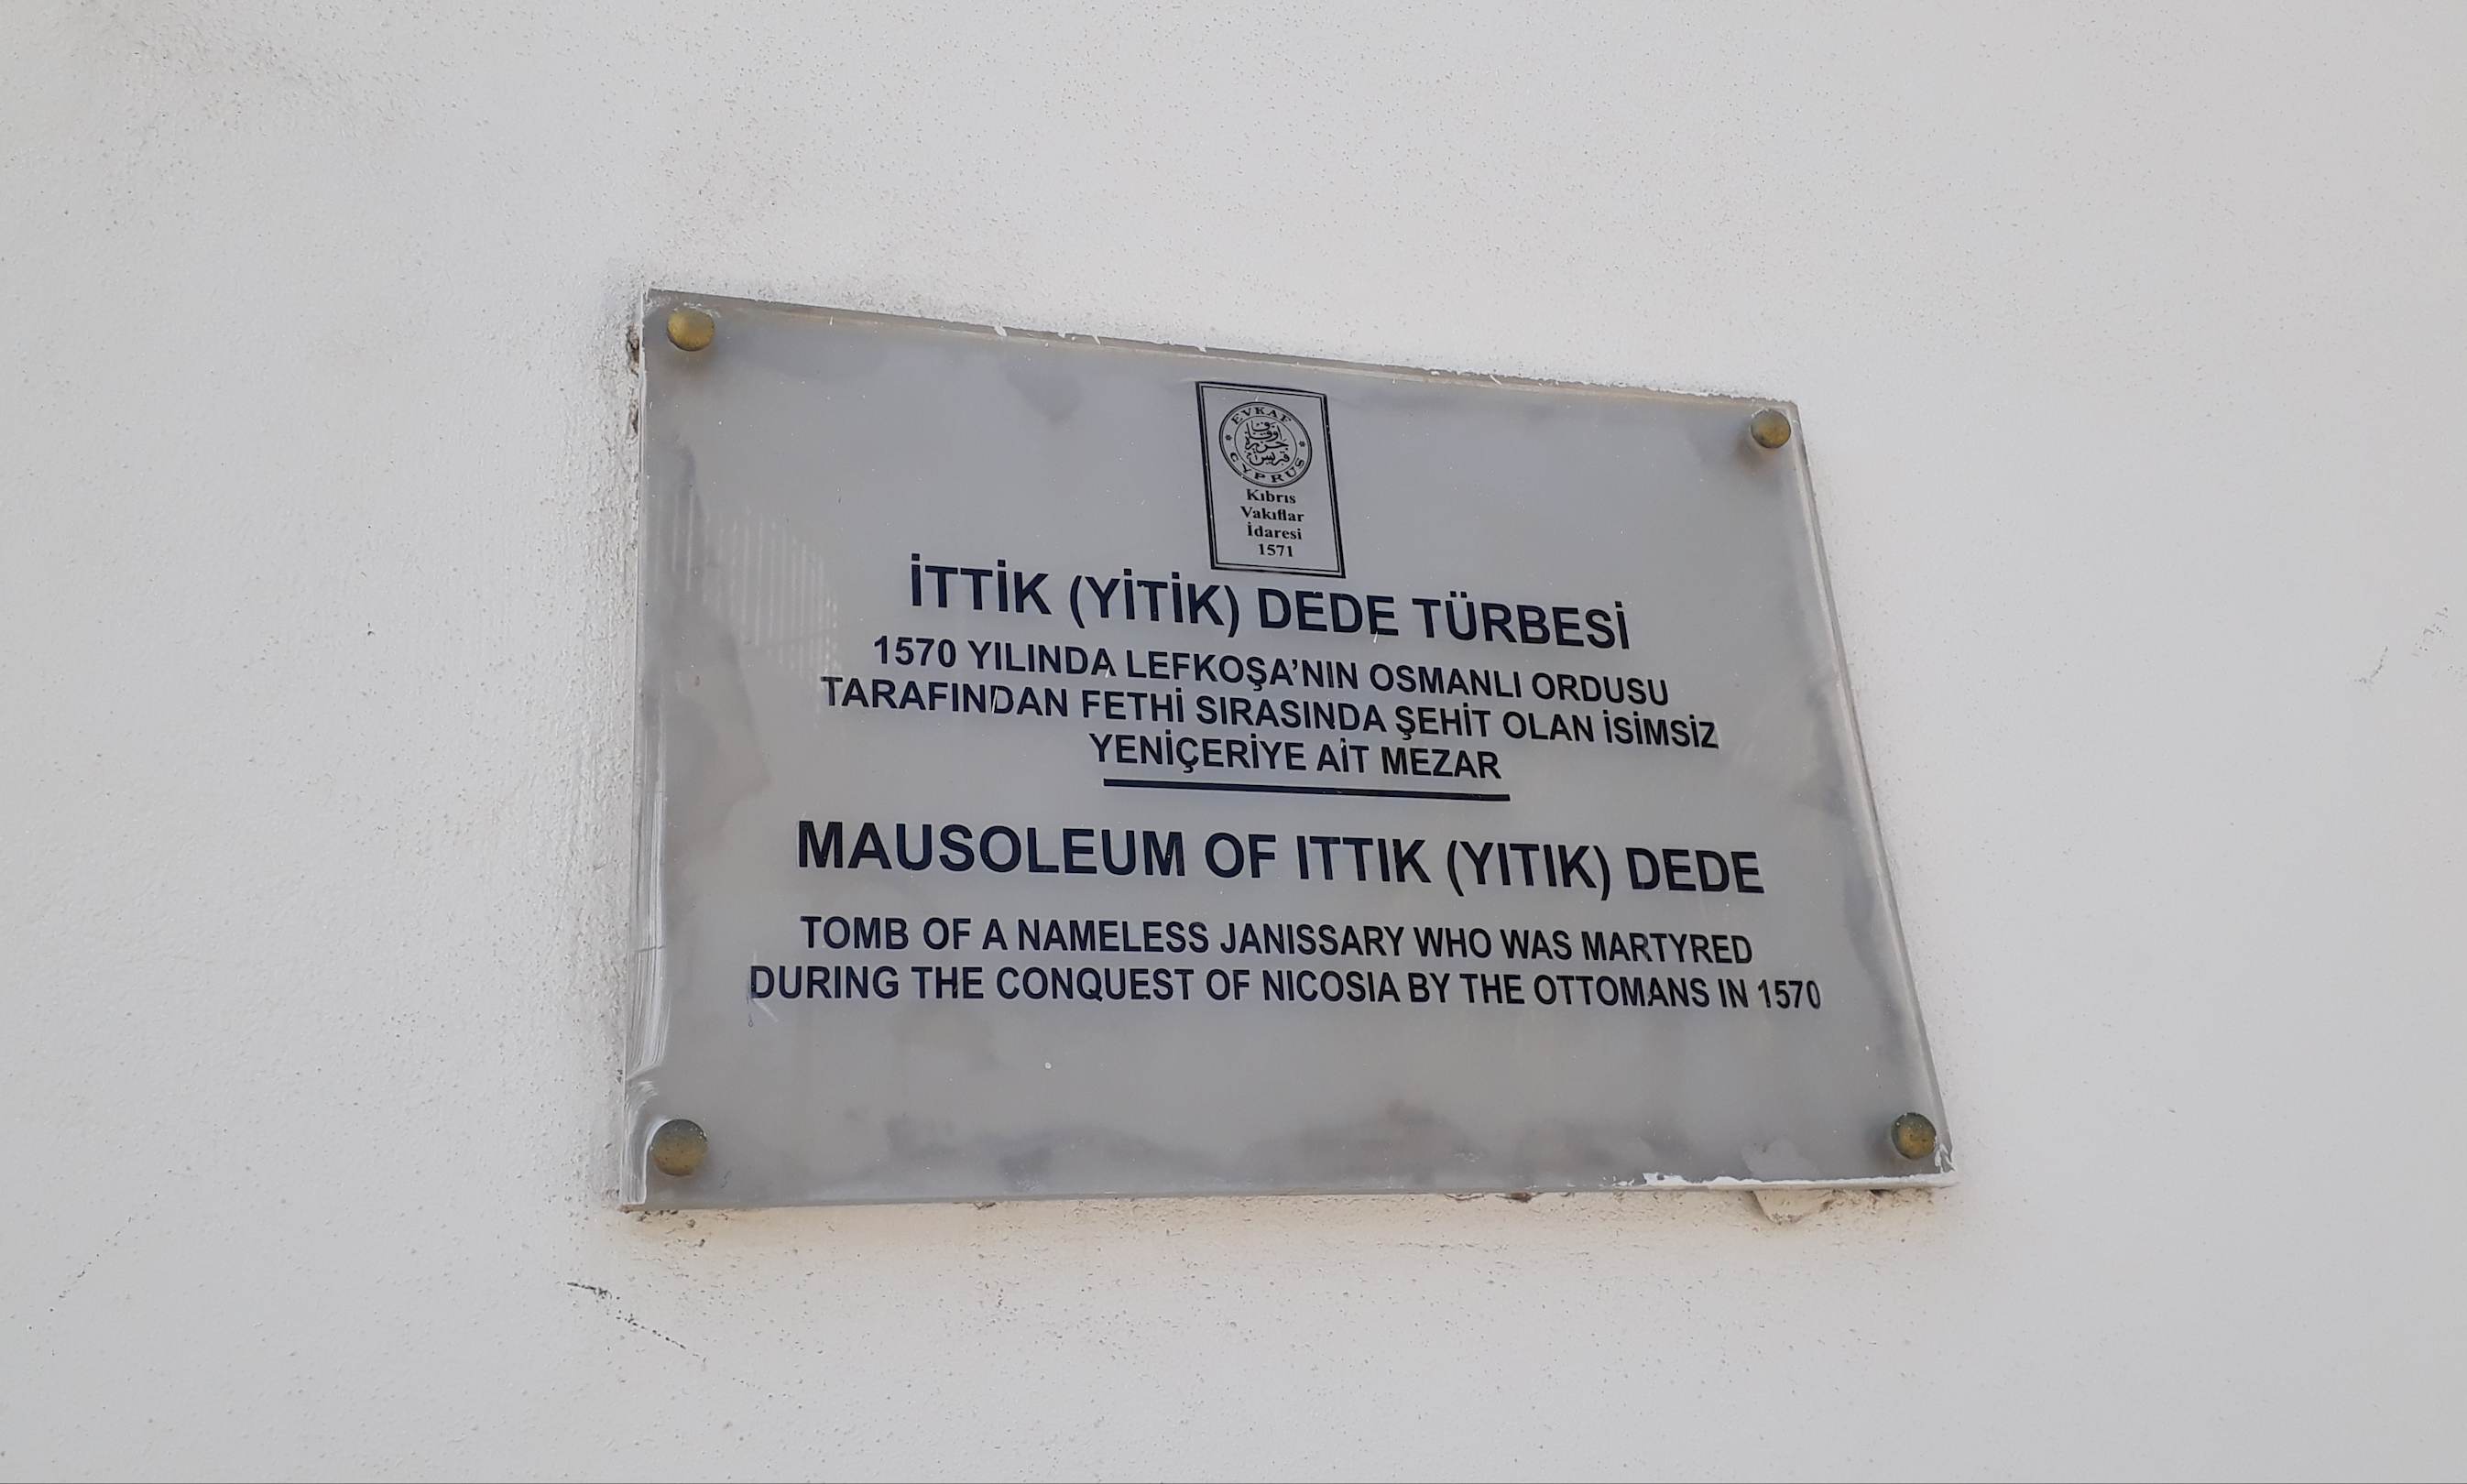 EVKAF
اوقاف
قبرس
CYPRUS
Kıbrıs
Vakıflar
İdaresi
1571
İTTİK (YİTİK) DEDE TÜRBESİ
1570 YILINDA LEFKOŞA'NIN OSMANLI ORDUSU
TARAFINDAN FETHİ SIRASINDA ŞEHİT OLAN İSİMSİZ
YENİÇERİYE AİT MEZAR
MAUSOLEUM OF ITTIK (YITIK) DEDE
TOMB OF A NAMELESS JANISSARY WHO WAS MARTYRED
DURING THE CONQUEST OF NICOSIA BY THE OTTOMANS IN 1570